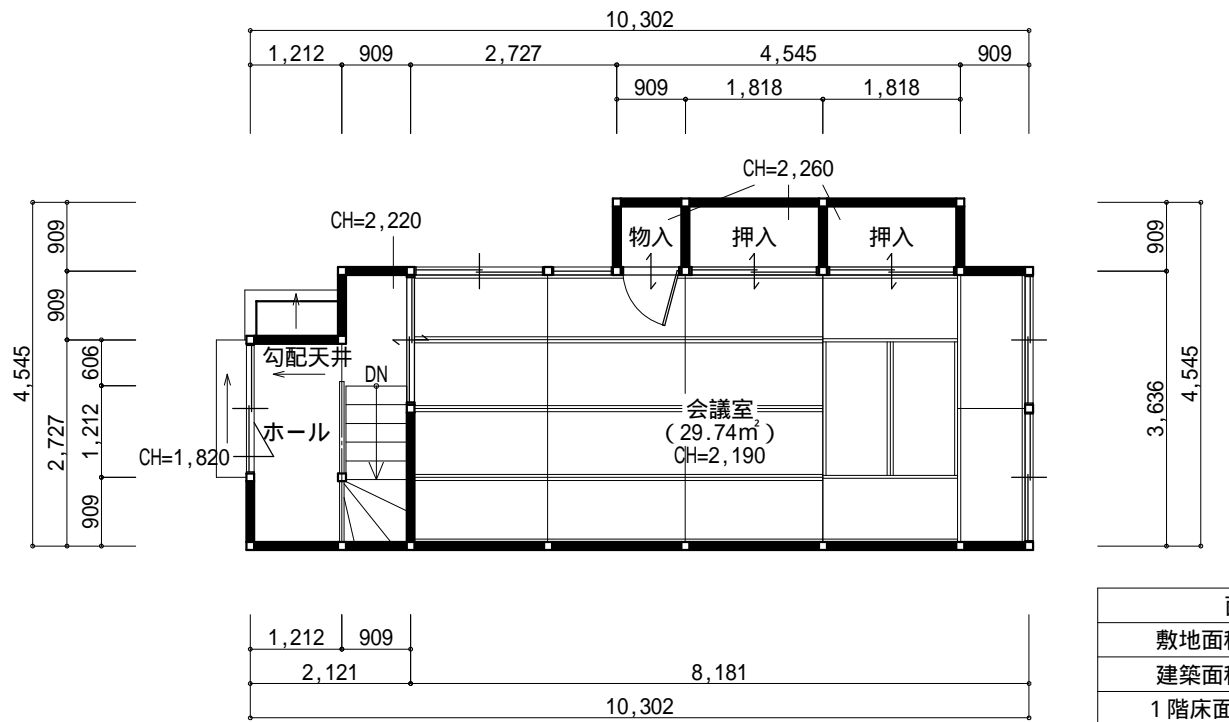 10,302
1,212 909 2,727 4,545 909
909 1,818 1,818
CH=2,260
CH=2,220
物入 押入 押入
909
909
606
1,212
909
2,727
4,545
勾配天井
DN
ホール
CH=1,820
会議室
(29.74㎡)
CH=2,190
909
3,636
4,545
1,212 909
2,121 8,181
10,302
敷地面
建築面
1階床面